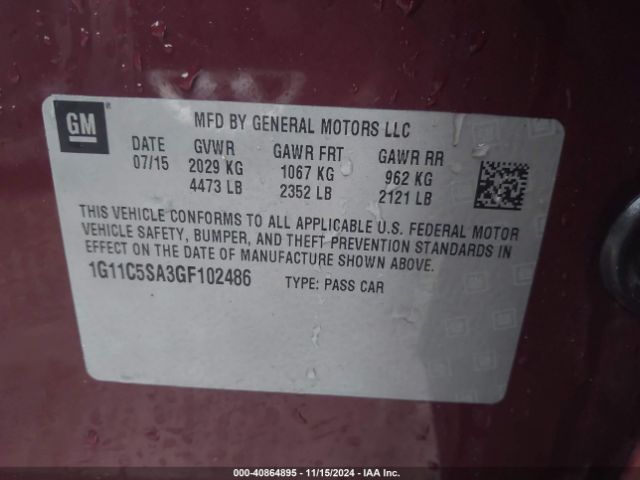 GM
MFD BY GENERAL MOTORS LLC
DATE GVWR GAWR FRT GAWR RR
07/15 2029 KG 1067 KG 962 KG
4473 LB 2352 LB 2121 LB
THIS VEHICLE CONFORMS TO ALL APPLICABLE U.S. FEDERAL MOTOR
VEHICLE SAFETY, BUMPER, AND THEFT PREVENTION STANDARDS IN
EFFECT ON THE DATE OF MANUFACTURE SHOWN ABOVE.
1G11C5SA3GF102486 TYPE: PASS CAR
000-40864895 - 11/15/2024 - IAA Inc.